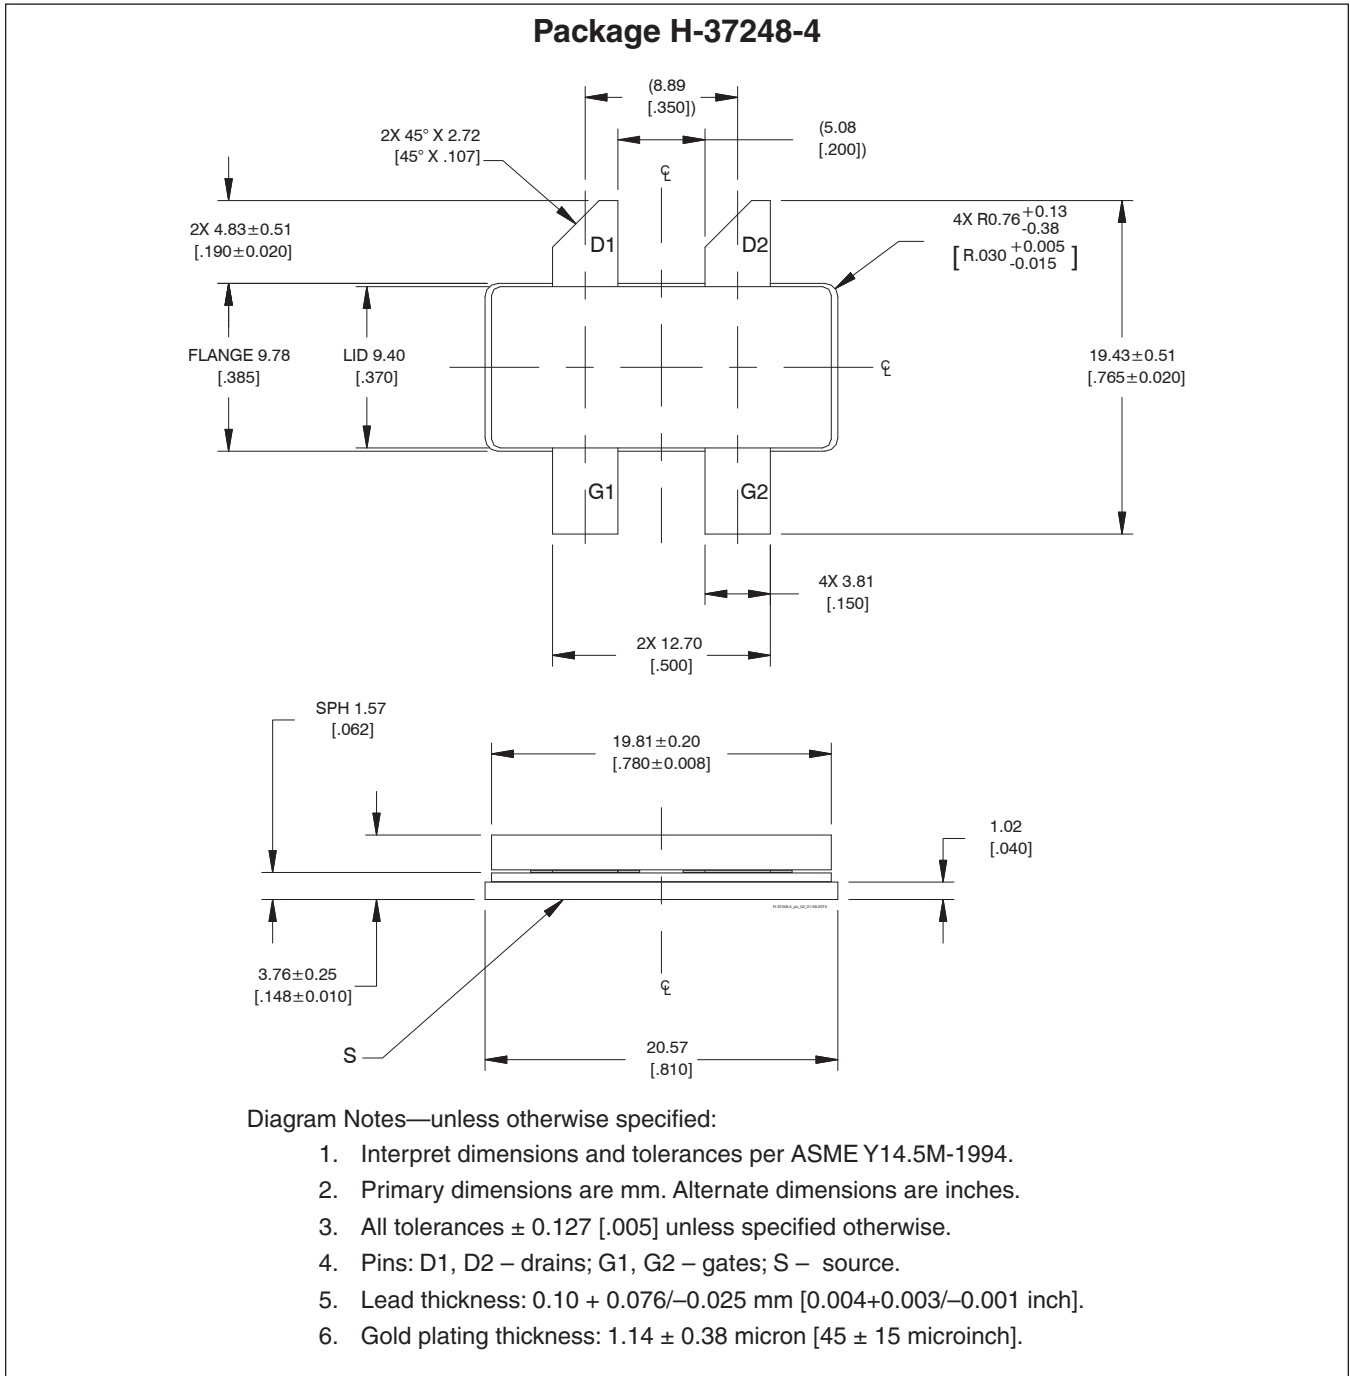 Package H-37248-4
(8.89
[.350])
2X 45° X 2.72
[45° X .107]
(5.08
[.200])
℄
2X 4.83±0.51
[.190±0.020]
D1
D2
4X R0.76 +0.13
-0.38
[ R.030 +0.005
-0.015 ]
FLANGE 9.78
[.385]
LID 9.40
[.370]
℄
19.43±0.51
[.765±0.020]
G1
G2
4X 3.81
[.150]
2X 12.70
[.500]
SPH 1.57
[.062]
19.81±0.20
[.780±0.008]
1.02
[.040]
3.76±0.25
[.148±0.010]
℄
S
20.57
[.810]
Diagram Notes—unless otherwise specified:
1. Interpret dimensions and tolerances per ASME Y14.5M-1994.
2. Primary dimensions are mm. Alternate dimensions are inches.
3. All tolerances ± 0.127 [.005] unless specified otherwise.
4. Pins: D1, D2 – drains; G1, G2 – gates; S – source.
5. Lead thickness: 0.10 + 0.076/–0.025 mm [0.004+0.003/–0.001 inch].
6. Gold plating thickness: 1.14 ± 0.38 micron [45 ± 15 microinch].